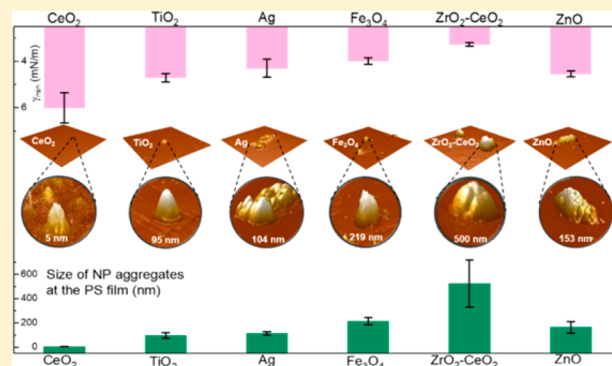 CeO₂ TiO₂ Ag Fe₃O₄ ZrO₂-CeO₂ ZnO
γmin (mN/m)
4
6
CeO₂ TiO₂ Ag Fe₃O₄ ZrO₂-CeO₂ ZnO
5 nm 95 nm 104 nm 219 nm 500 nm 153 nm
Size of NP aggregates
at the PS film (nm)
600
400
200
0
CeO₂ TiO₂ Ag Fe₃O₄ ZrO₂-CeO₂ ZnO